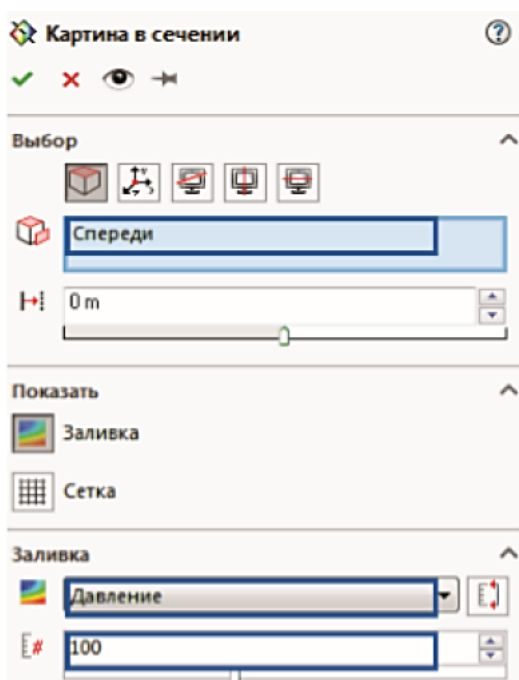 Картина в сечении
Выбор
Спереди
0 m
Показать
Заливка
Сетка
Заливка
Давление
100